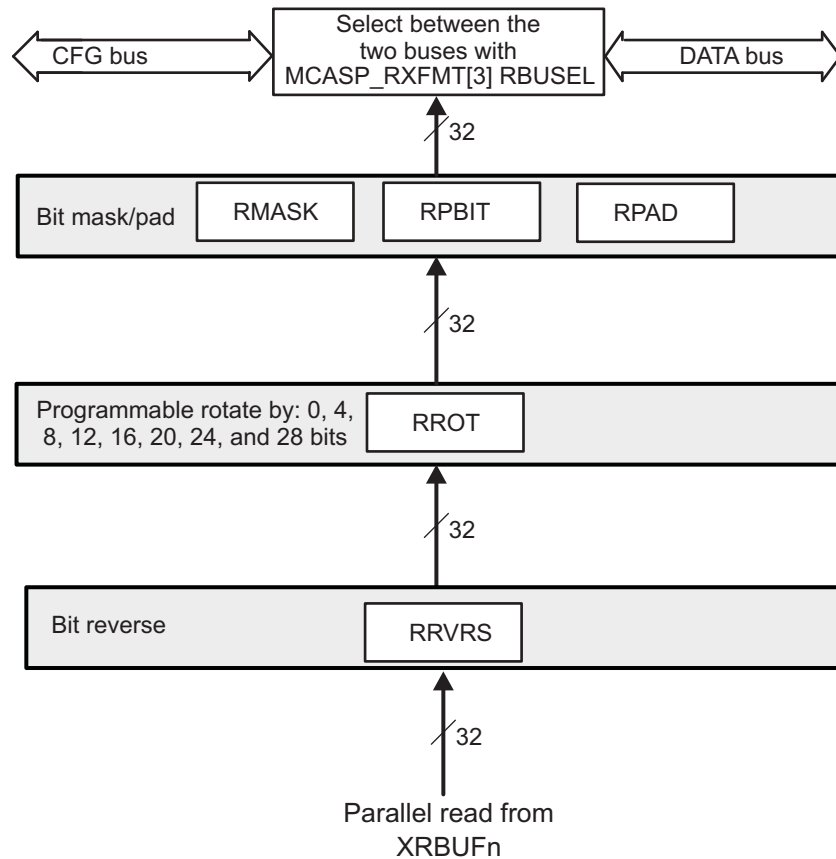 Select between the
two buses with
MCASP_RXFMT[3] RBUSEL
CFG bus
DATA bus
32
Bit mask/pad
RMASK
RPBIT
RPAD
32
Programmable rotate by: 0, 4,
8, 12, 16, 20, 24, and 28 bits
RROT
32
Bit reverse
RRVRS
32
Parallel read from
XRBUFn